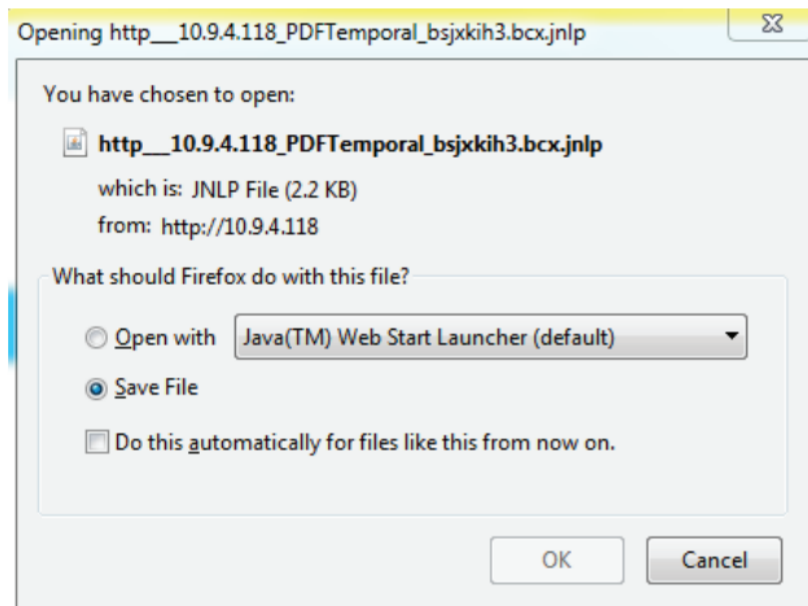 Opening http__10.9.4.118_PDFTemporal_bsjxkih3.bcx.jnlp
You have chosen to open:
http__10.9.4.118_PDFTemporal_bsjxkih3.bcx.jnlp
which is: JNLP File (2.2 KB)
from: http://10.9.4.118
What should Firefox do with this file?
Open with Java(TM) Web Start Launcher (default)
Save File
Do this automatically for files like this from now on.
OK Cancel